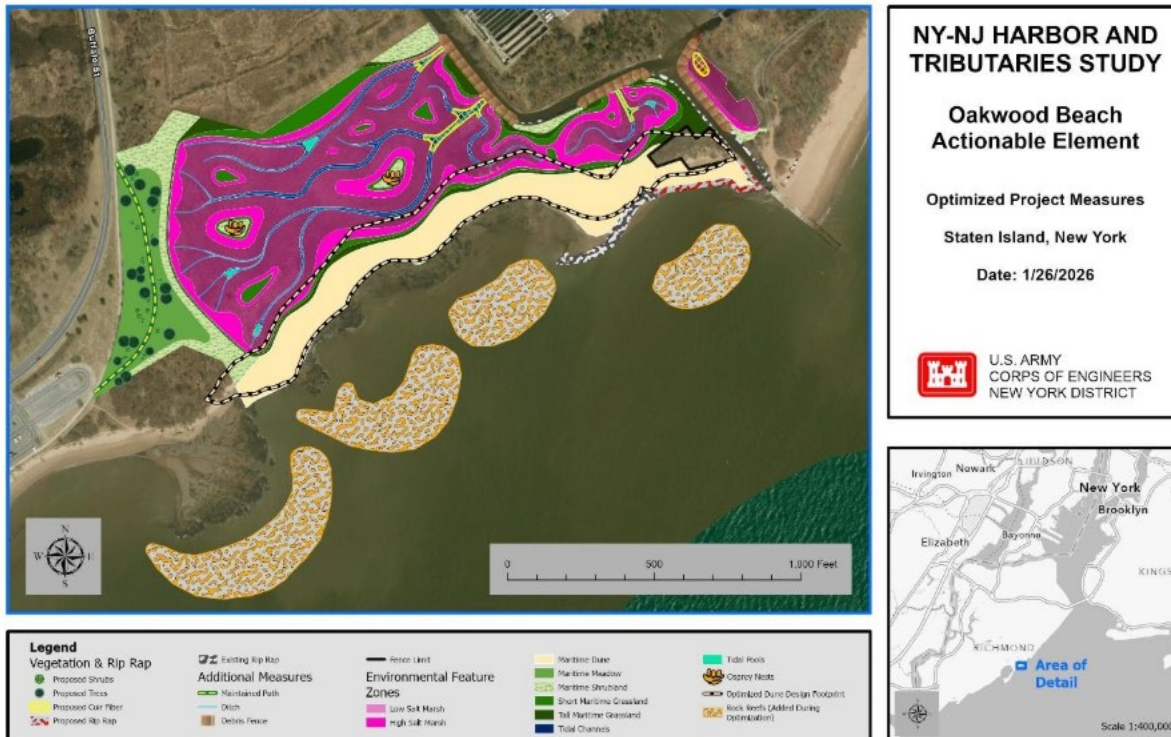 Buffalo St
N
W E
S
0 500 1,000 Feet
NY-NJ HARBOR AND
TRIBUTARIES STUDY
Oakwood Beach
Actionable Element
Optimized Project Measures
Staten Island, New York
Date: 1/26/2026
U.S. ARMY
CORPS OF ENGINEERS
NEW YORK DISTRICT
Irvington
Newark
HUDSON
New York
Brooklyn
Elizabeth
Bayonne
KINGS
RICHMOND
Area of
Detail
Scale 1:400,000
Legend
Vegetation & Rip Rap
Proposed Shrubs
Proposed Trees
Proposed Coir Fiber
Proposed Rip Rap
Existing Rip Rap
Additional Measures
Maintained Path
Ditch
Debris Fence
Fence Limit
Environmental Feature
Zones
Low Salt Marsh
High Salt Marsh
Maritime Dune
Maritime Meadow
Maritime Shrubland
Short Maritime Grassland
Tall Maritime Grassland
Tidal Channels
Tidal Pools
Osprey Nests
Optimized Dune Design Footprint
Rock Reefs (Added During
Optimization)